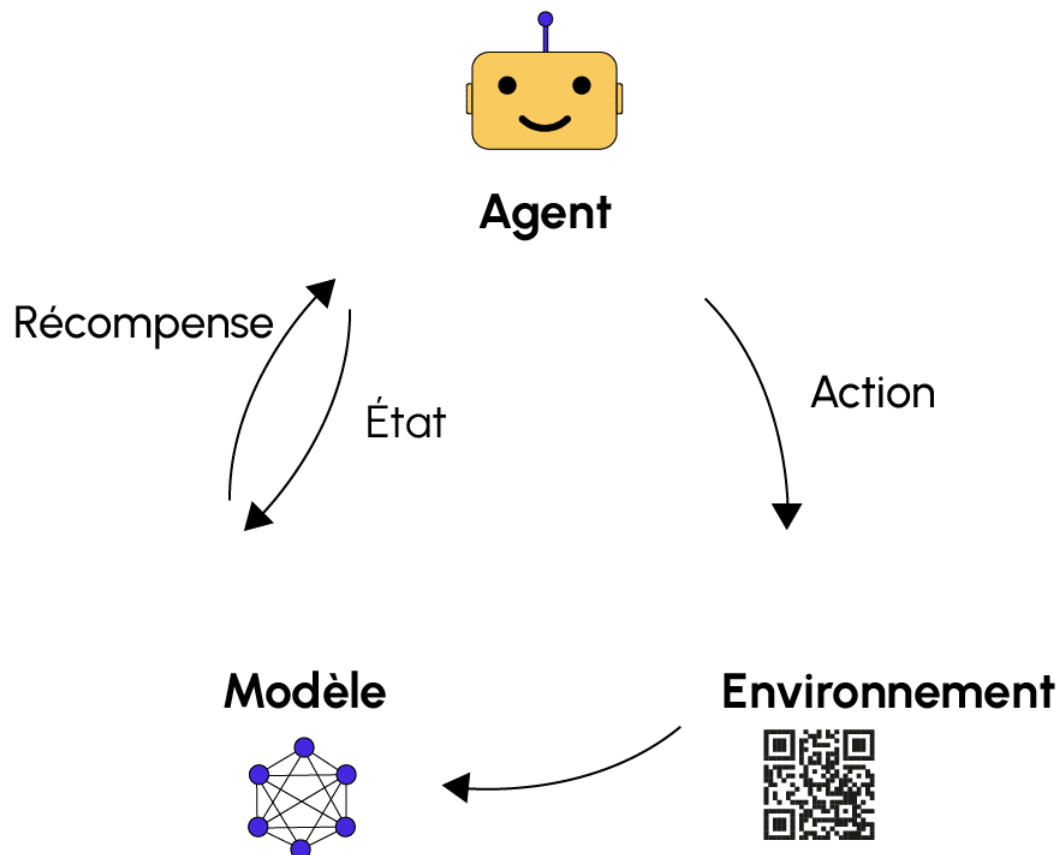 Agent
Récompense
État
Action
Modèle
Environnement